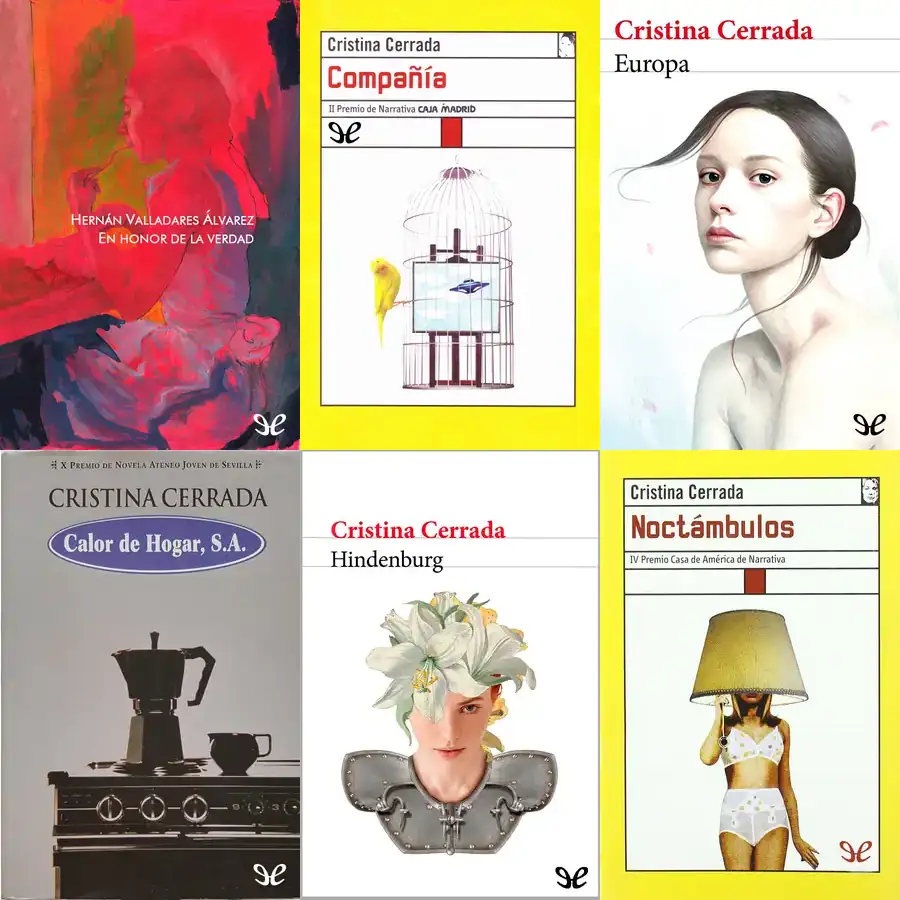 HERNÁN VALLADARES ÁLVAREZ
EN HONOR DE LA VERDAD
Cristina Cerrada
Compañía
II Premio de Narrativa CAJA MADRID
Cristina Cerrada
Europa
X PREMIO DE NOVELA ATENEO JOVEN DE SEVILLA
CRISTINA CERRADA
Calor de Hogar, S.A.
Cristina Cerrada
Hindenburg
Cristina Cerrada
Noctámbulos
IV Premio Casa de América de Narrativa